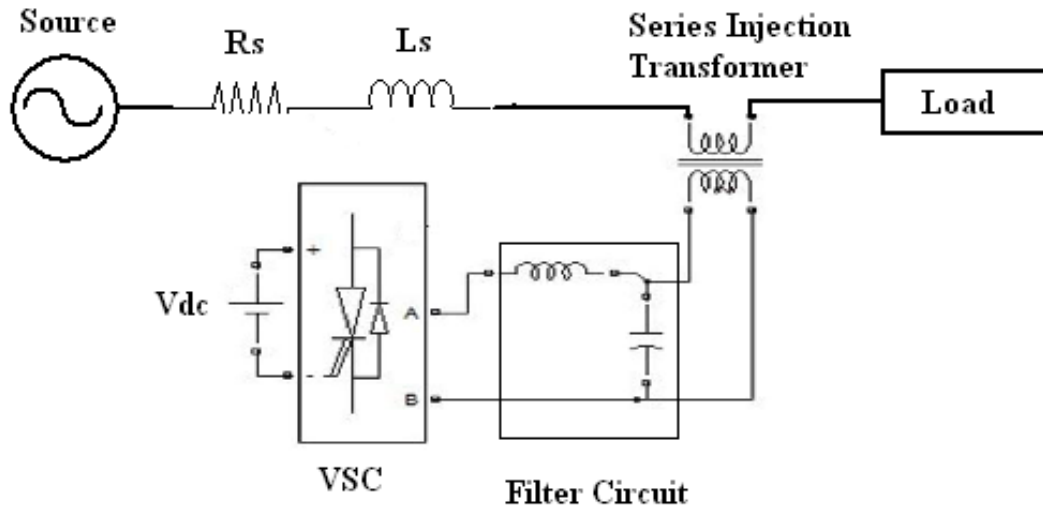 Source
Rs
Ls
Series Injection
Transformer
Load
+
Vdc
A
-
B
VSC
Filter Circuit